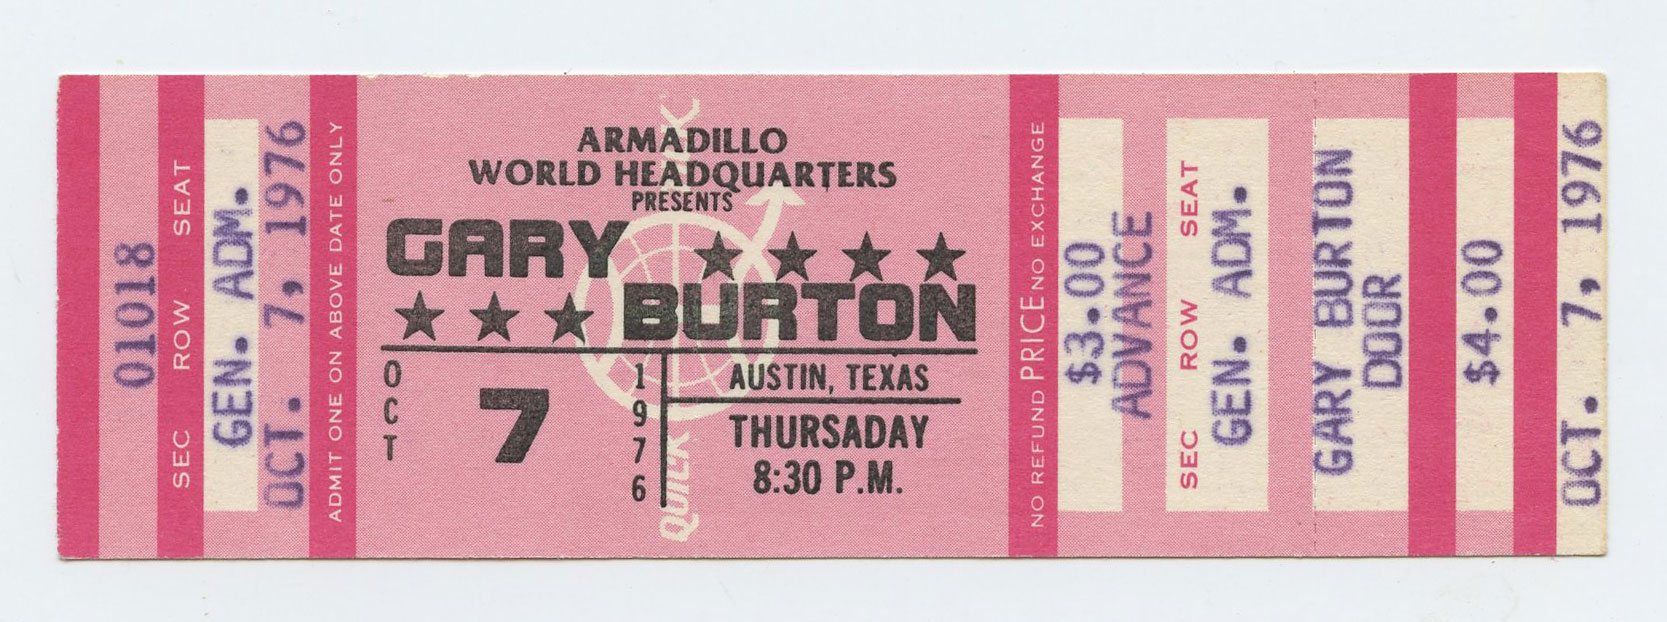 01018
SEC ROW SEAT
GEN. ADM.
OCT. 7, 1976
ADMIT ONE ON ABOVE DATE ONLY
ARMADILLO
WORLD HEADQUARTERS
PRESENTS
GARY
BURTON
OCT
7
1976
AUSTIN, TEXAS
THURSADAY
8:30 P.M.
QUICK
NO REFUND PRICE NO EXCHANGE
$3.00
ADVANCE
SEC ROW SEAT
GEN. ADM.
GARY BURTON
DOOR
$4.00
OCT. 7, 1976